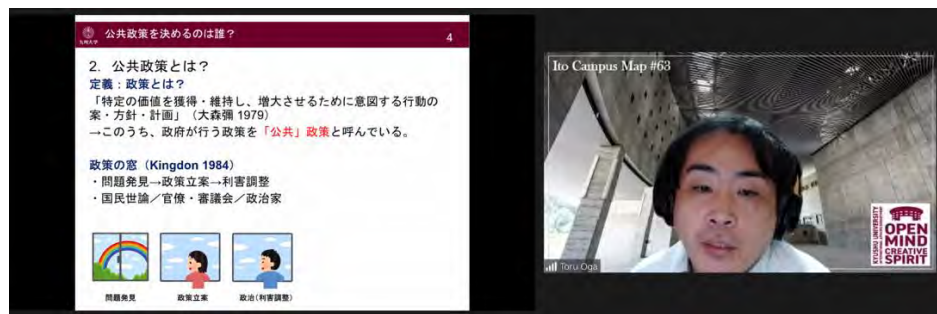 公共政策を決めるのは誰？
4
九州大学
2. 公共政策とは？
定義：政策とは？
「特定の価値を獲得・維持し、増大させるために意図する行動の
案・方針・計画」（大森彌 1979）
→このうち、政府が行う政策を「公共」政策と呼んでいる。
政策の窓（Kingdon 1984）
・問題発見→政策立案→利害調整
・国民世論／官僚・審議会／政治家
問題発見
政策立案
政治（利害調整）
Ito Campus Map #63
Toru Oga
KYUSHU UNIVERSITY
OPEN
MIND
CREATIVE
SPIRIT